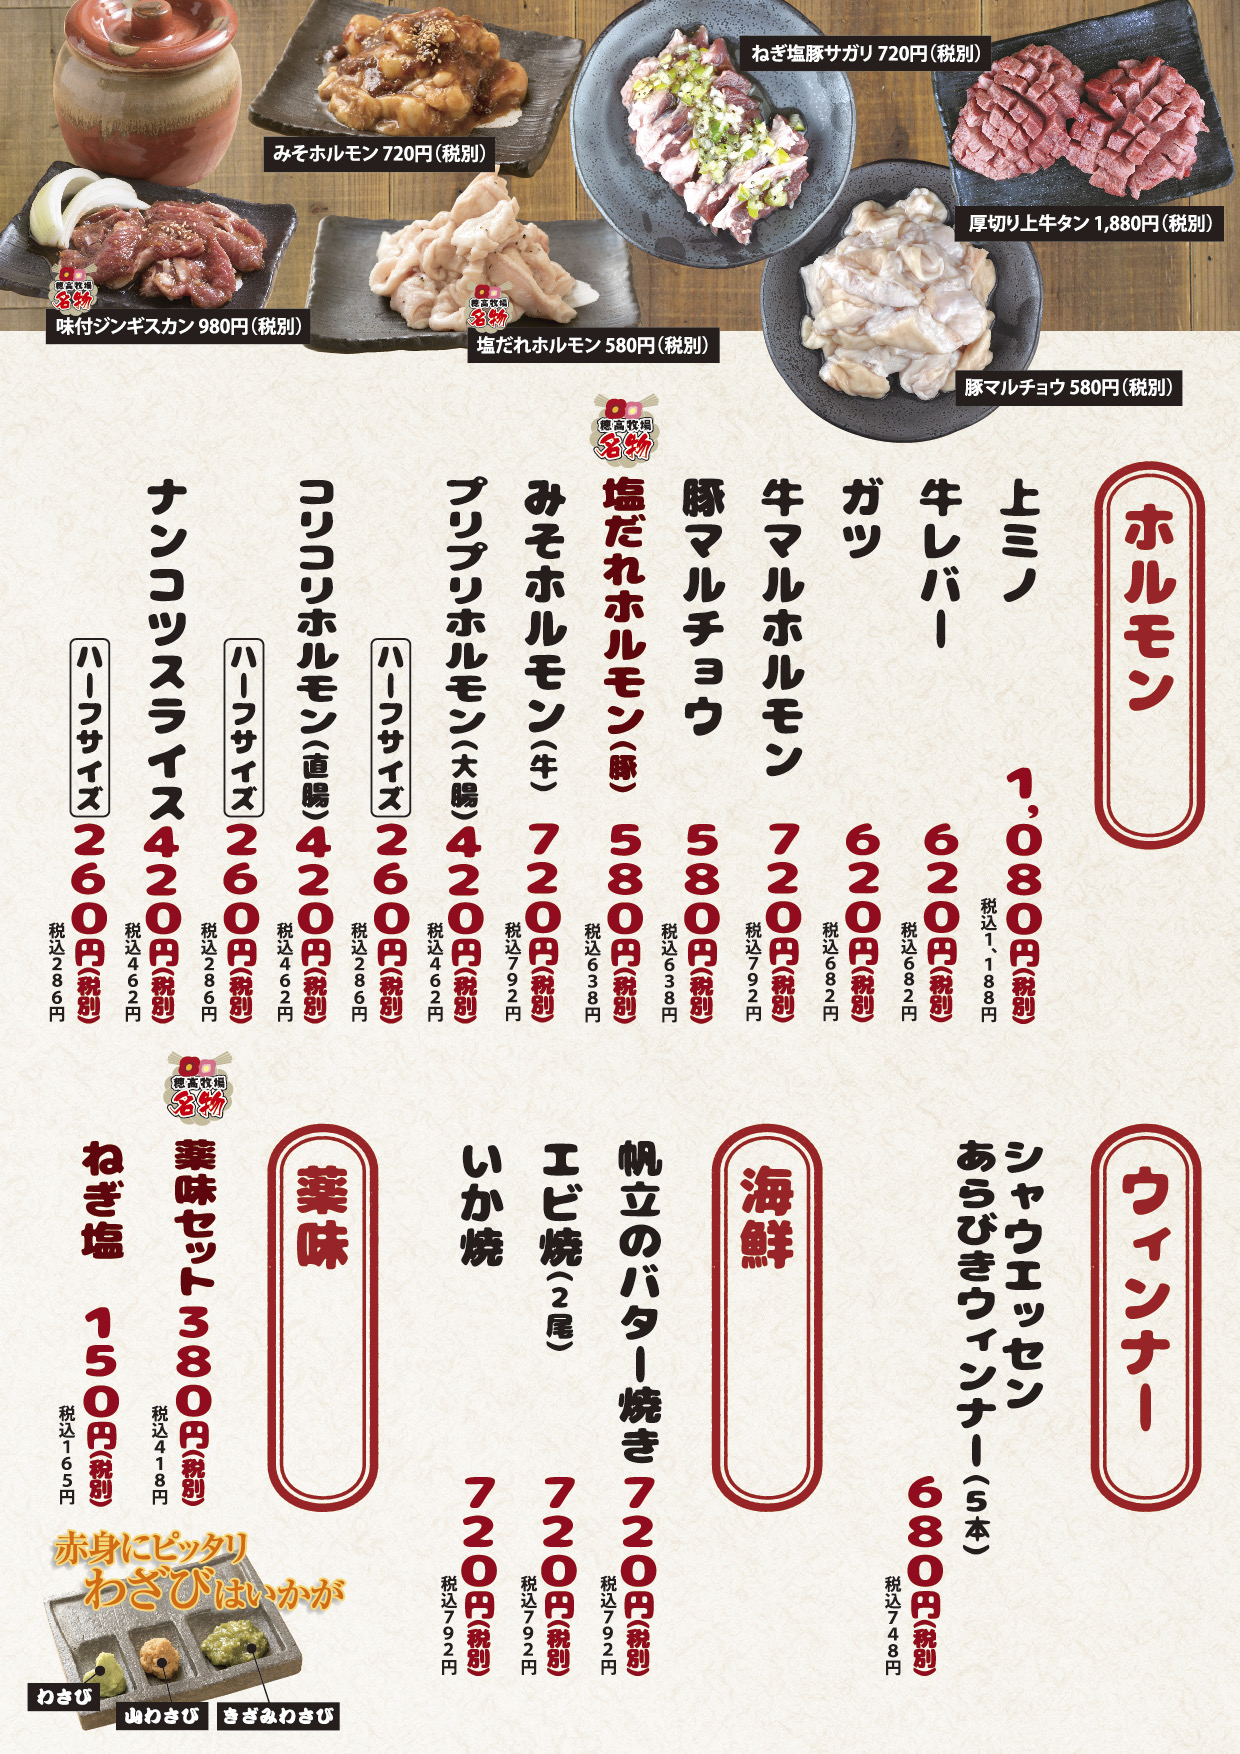 ねぎ塩豚サガリ 720円（税別）
みそホルモン 720円（税別）
厚切り上牛タン 1,880円（税別）
穂高牧場
名物
味付ジンギスカン 980円（税別）
穂高牧場
名物
塩だれホルモン 580円（税別）
豚マルチョウ 580円（税別）
ホルモン
上ミノ 1,080円（税別）
税込1、188円
牛レバー 620円（税別）
税込682円
ガツ 620円（税別）
税込682円
牛マルホルモン 720円（税別）
税込792円
豚マルチョウ 580円（税別）
税込638円
穂高牧場
名物
塩だれホルモン（豚） 580円（税別）
税込638円
みそホルモン（牛） 720円（税別）
税込792円
プリプリホルモン（大腸） 420円（税別）
税込462円
ハーフサイズ 260円（税別）
税込286円
コリコリホルモン（直腸） 420円（税別）
税込462円
ハーフサイズ 260円（税別）
税込286円
ナンコツスライス 420円（税別）
税込462円
ハーフサイズ 260円（税別）
税込286円
ウィンナー
シャウエッセン
あらびきウィンナー（5本）
680円（税別）
税込748円
海鮮
帆立のバター焼き 720円（税別）
税込792円
エビ焼（2尾） 720円（税別）
税込792円
いか焼 720円（税別）
税込792円
薬味
穂高牧場
名物
薬味セット 380円（税別）
税込418円
ねぎ塩 150円（税別）
税込165円
赤身にピッタリ
わざびはいかが
わさび
山わさび
きざみわさび